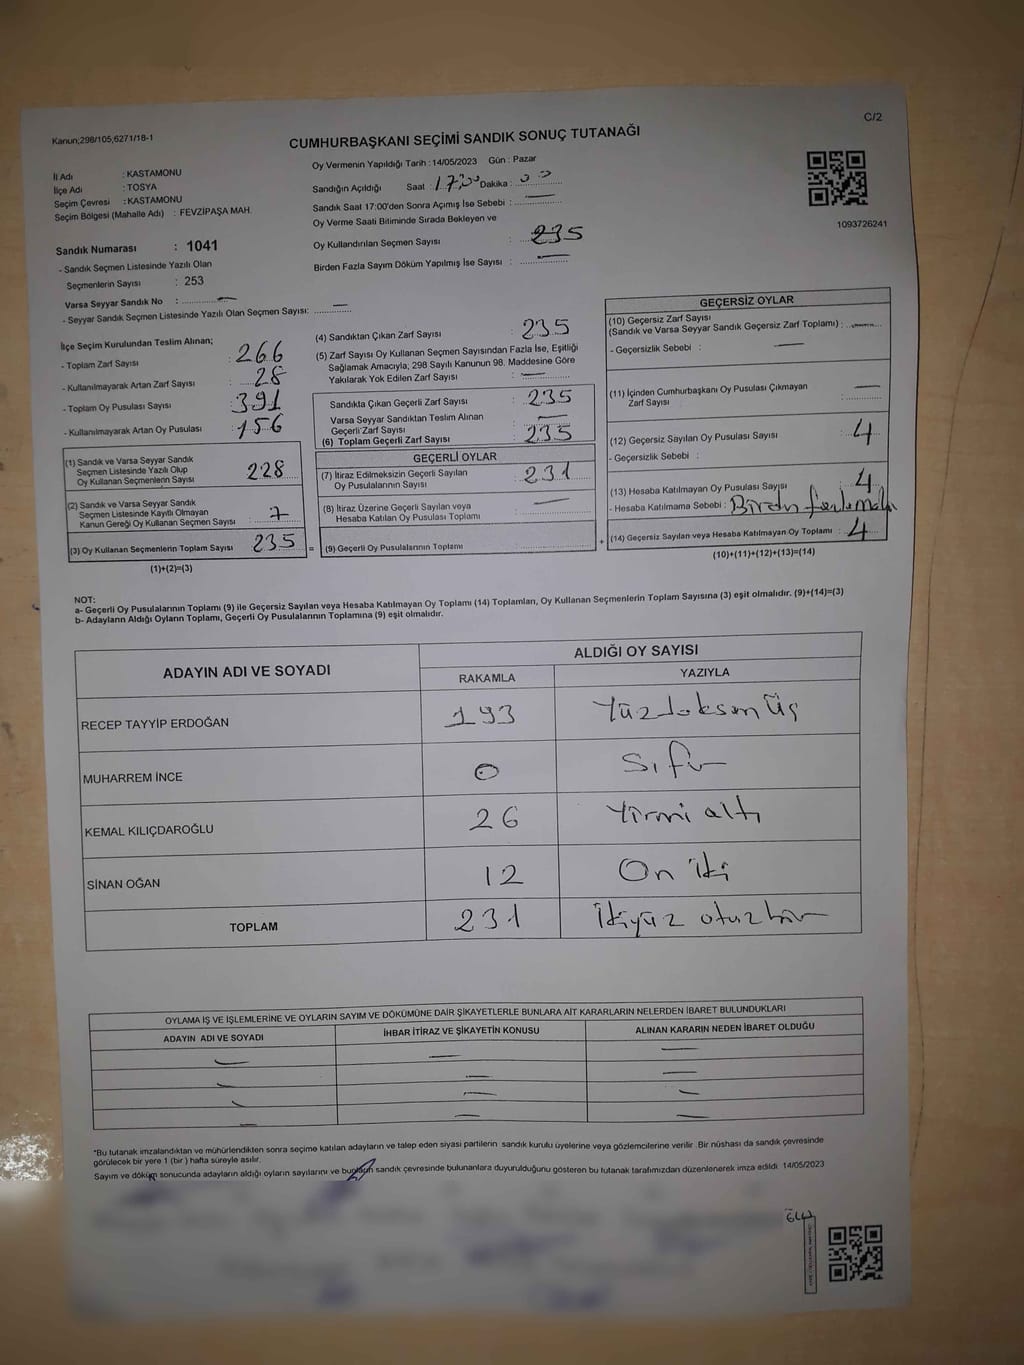 Kanun;298/105,6271/18-1
C/2
CUMHURBAŞKANI SEÇİMİ SANDIK SONUÇ TUTANAĞI
İl Adı : KASTAMONU
İlçe Adı : TOSYA
Seçim Çevresi : KASTAMONU
Seçim Bölgesi (Mahalle Adı) : FEVZİPAŞA MAH.
Sandık Numarası : 1041
- Sandık Seçmen Listesinde Yazılı Olan
Seçmenlerin Sayısı : 253
Varsa Seyyar Sandık No : —
- Seyyar Sandık Seçmen Listesinde Yazılı Olan Seçmen Sayısı: —
Oy Vermenin Yapıldığı Tarih : 14/05/2023 Gün : Pazar
Sandığın Açıldığı Saat : 17:00 Dakika : 00
Sandık Saat 17:00'den Sonra Açımış İse Sebebi : —
Oy Verme Saati Bitiminde Sırada Bekleyen ve
Oy Kullandırılan Seçmen Sayısı : 235
Birden Fazla Sayım Döküm Yapılmış İse Sayısı : —
1093726241
İlçe Seçim Kurulundan Teslim Alınan;
- Toplam Zarf Sayısı : 266
- Kullanılmayarak Artan Zarf Sayısı : 28
- Toplam Oy Pusulası Sayısı : 391
- Kullanılmayarak Artan Oy Pusulası : 156
(1) Sandık ve Varsa Seyyar Sandık
Seçmen Listesinde Yazılı Olup
Oy Kullanan Seçmenlerin Sayısı : 228
(2) Sandık ve Varsa Seyyar Sandık
Seçmen Listesinde Kayıtlı Olmayan
Kanun Gereği Oy Kullanan Seçmen Sayısı : 7
(3) Oy Kullanan Seçmenlerin Toplam Sayısı 235
(1)+(2)=(3)
(4) Sandıktan Çıkan Zarf Sayısı : 235
(5) Zarf Sayısı Oy Kullanan Seçmen Sayısından Fazla İse, Eşitliği
Sağlamak Amacıyla; 298 Sayılı Kanunun 98. Maddesine Göre
Yakılarak Yok Edilen Zarf Sayısı : —
Sandıkta Çıkan Geçerli Zarf Sayısı : 235
Varsa Seyyar Sandıktan Teslim Alınan
Geçerli Zarf Sayısı : —
(6) Toplam Geçerli Zarf Sayısı : 235
GEÇERLİ OYLAR
(7) İtiraz Edilmeksizin Geçerli Sayılan
Oy Pusulalarının Sayısı : 231
(8) İtiraz Üzerine Geçerli Sayılan veya
Hesaba Katılan Oy Pusulası Toplamı : —
= (9) Geçerli Oy Pusulalarının Toplamı :
+
GEÇERSİZ OYLAR
(10) Geçersiz Zarf Sayısı
(Sandık ve Varsa Seyyar Sandık Geçersiz Zarf Toplamı) : —
- Geçersizlik Sebebi : —
(11) İçinden Cumhurbaşkanı Oy Pusulası Çıkmayan
Zarf Sayısı : —
(12) Geçersiz Sayılan Oy Pusulası Sayısı : 4
- Geçersizlik Sebebi :
(13) Hesaba Katılmayan Oy Pusulası Sayısı : 4
- Hesaba Katılmama Sebebi : Birden
(14) Geçersiz Sayılan veya Hesaba Katılmayan Oy Toplamı : 4
(10)+(11)+(12)+(13)=(14)
NOT:
a- Geçerli Oy Pusulalarının Toplamı (9) ile Geçersiz Sayılan veya Hesaba Katılmayan Oy Toplamı (14) Toplamları, Oy Kullanan Seçmenlerin Toplam Sayısına (3) eşit olmalıdır. (9)+(14)=(3)
b- Adayların Aldığı Oyların Toplamı, Geçerli Oy Pusulalarının Toplamına (9) eşit olmalıdır.
ADAYIN ADI VE SOYADI ALDIĞI OY SAYISI
RAKAMLA YAZIYLA
RECEP TAYYİP ERDOĞAN 193 Yüzdoksan Üç
MUHARREM İNCE 0 Sıfır
KEMAL KILIÇDAROĞLU 26 Yirmi altı
SİNAN OĞAN 12 On iki
TOPLAM 231 İkiyüz otuzbir
OYLAMA İŞ VE İŞLEMLERİNE VE OYLARIN SAYIM VE DÖKÜMÜNE DAİR ŞİKAYETLERLE BUNLARA AİT KARARLARIN NELERDEN İBARET BULUNDUKLARI
ADAYIN ADI VE SOYADI İHBAR İTİRAZ VE ŞİKAYETİN KONUSU ALINAN KARARIN NEDEN İBARET OLDUĞU
*Bu tutanak imzalandıktan ve mühürlendikten sonra seçime katılan adayların ve talep eden siyasi partilerin sandık kurulu üyelerine veya gözlemcilerine verilir. Bir nüshası da sandık çevresinde
görülecek bir yere 1 (bir) hafta süreyle asılır.
Sayım ve döküm sonucunda adayların aldığı oyların sayılarını ve bunların sandık çevresinde bulunanlara duyurulduğunu gösteren bu tutanak tarafımızdan düzenlenerek imza edildi. 14/05/2023